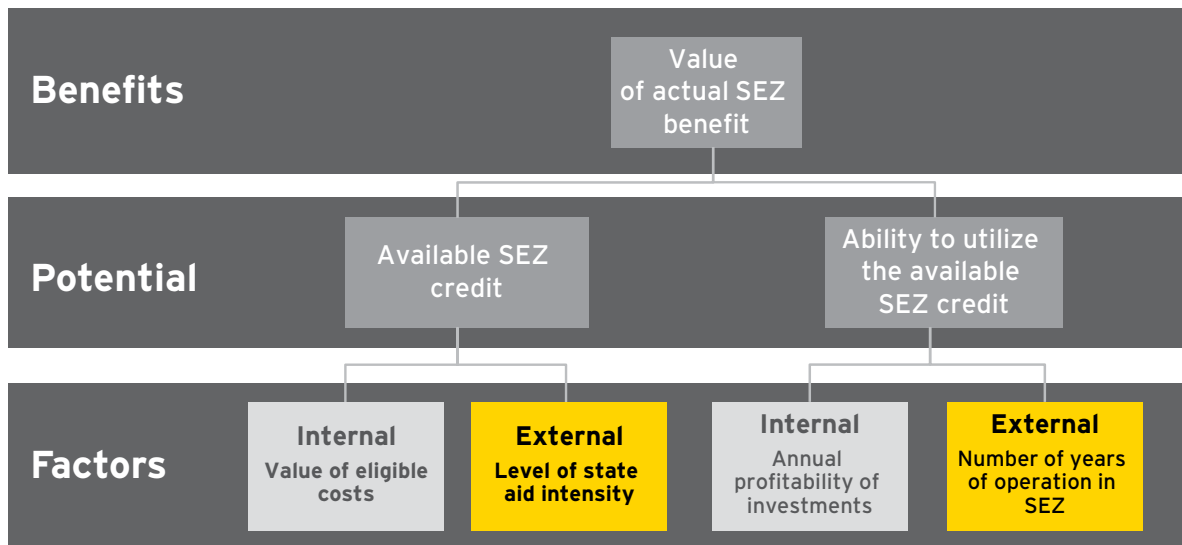 Benefits
Value
of actual SEZ
benefit
Potential
Available SEZ
credit
Ability to utilize
the available
SEZ credit
Factors
Internal
Value of eligible
costs
External
Level of state
aid intensity
Internal
Annual
profitability of
investments
External
Number of years
of operation in
SEZ